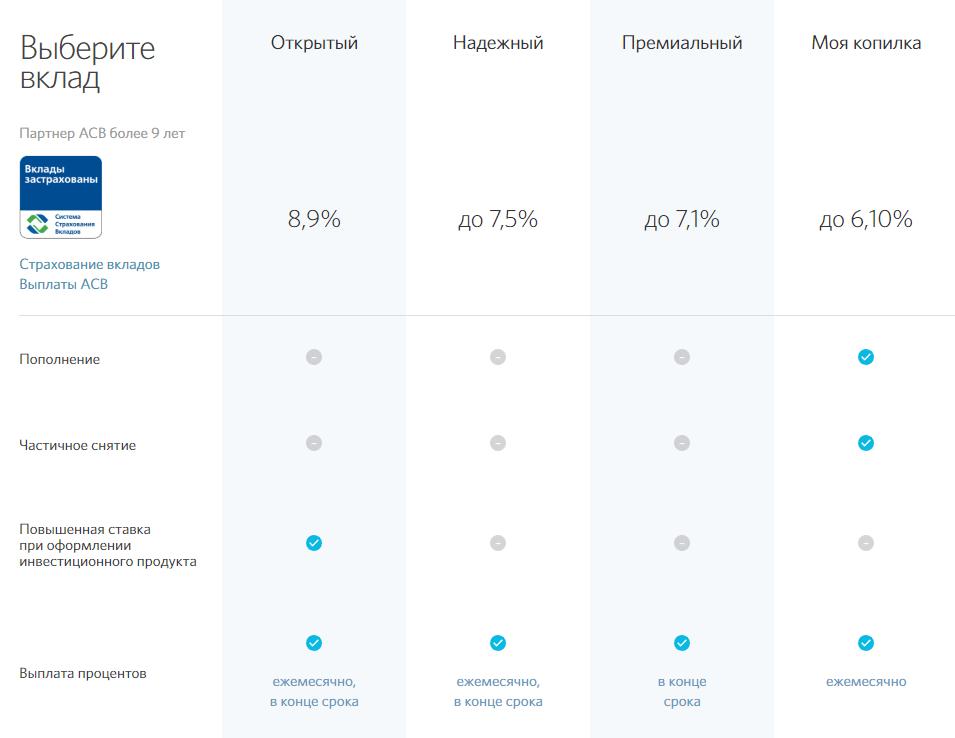 Выберите
вклад
Партнер АСВ более 9 лет
Вклады
застрахованы
Система
Страхования
Вкладов
Страхование вкладов
Выплаты АСВ
Открытый
Надежный
Премиальный
Моя копилка
8,9%
до 7,5%
до 7,1%
до 6,10%
Пополнение
Частичное снятие
Повышенная ставка
при оформлении
инвестиционного продукта
Выплата процентов
ежемесячно,
в конце срока
ежемесячно,
в конце срока
в конце
срока
ежемесячно